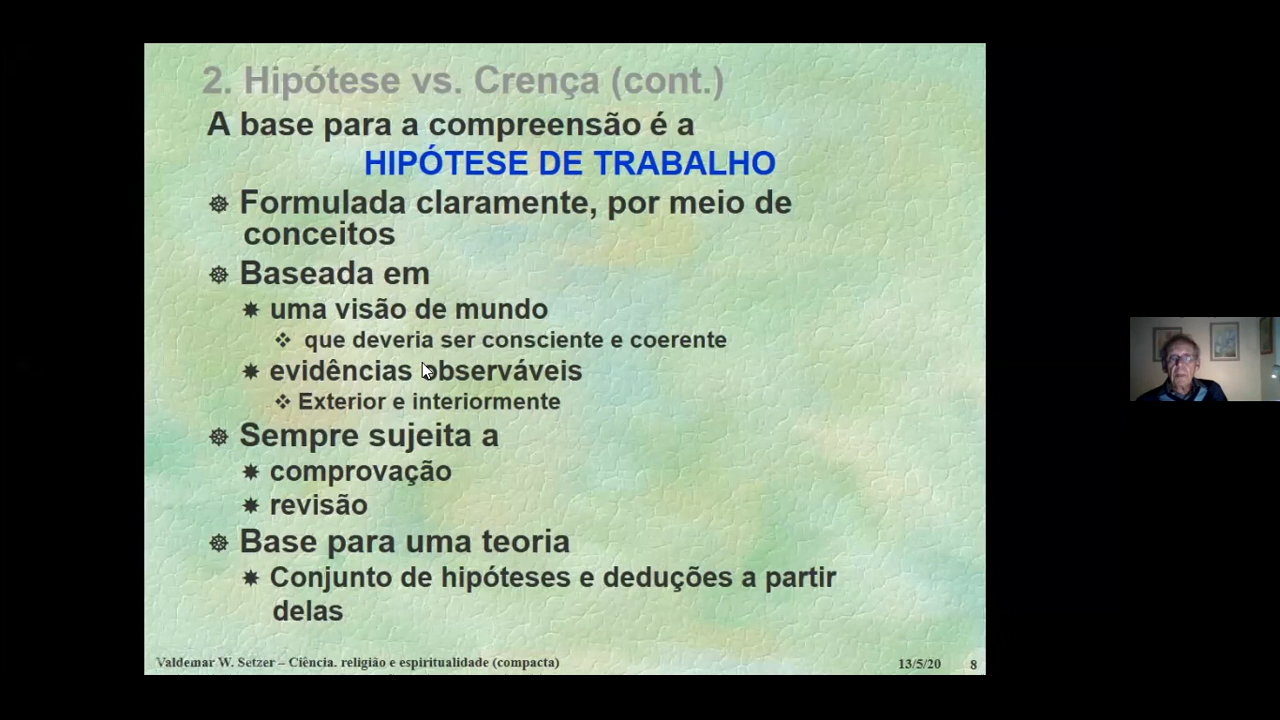 2. Hipótese vs. Crença (cont.)
A base para a compreensão é a
HIPÓTESE DE TRABALHO
Formulada claramente, por meio de
conceitos
Baseada em
uma visão de mundo
que deveria ser consciente e coerente
evidências observáveis
Exterior e interiormente
Sempre sujeita a
comprovação
revisão
Base para uma teoria
Conjunto de hipóteses e deduções a partir
delas
Valdemar W. Setzer – Ciência. religião e espiritualidade (compacta) 13/5/20 8